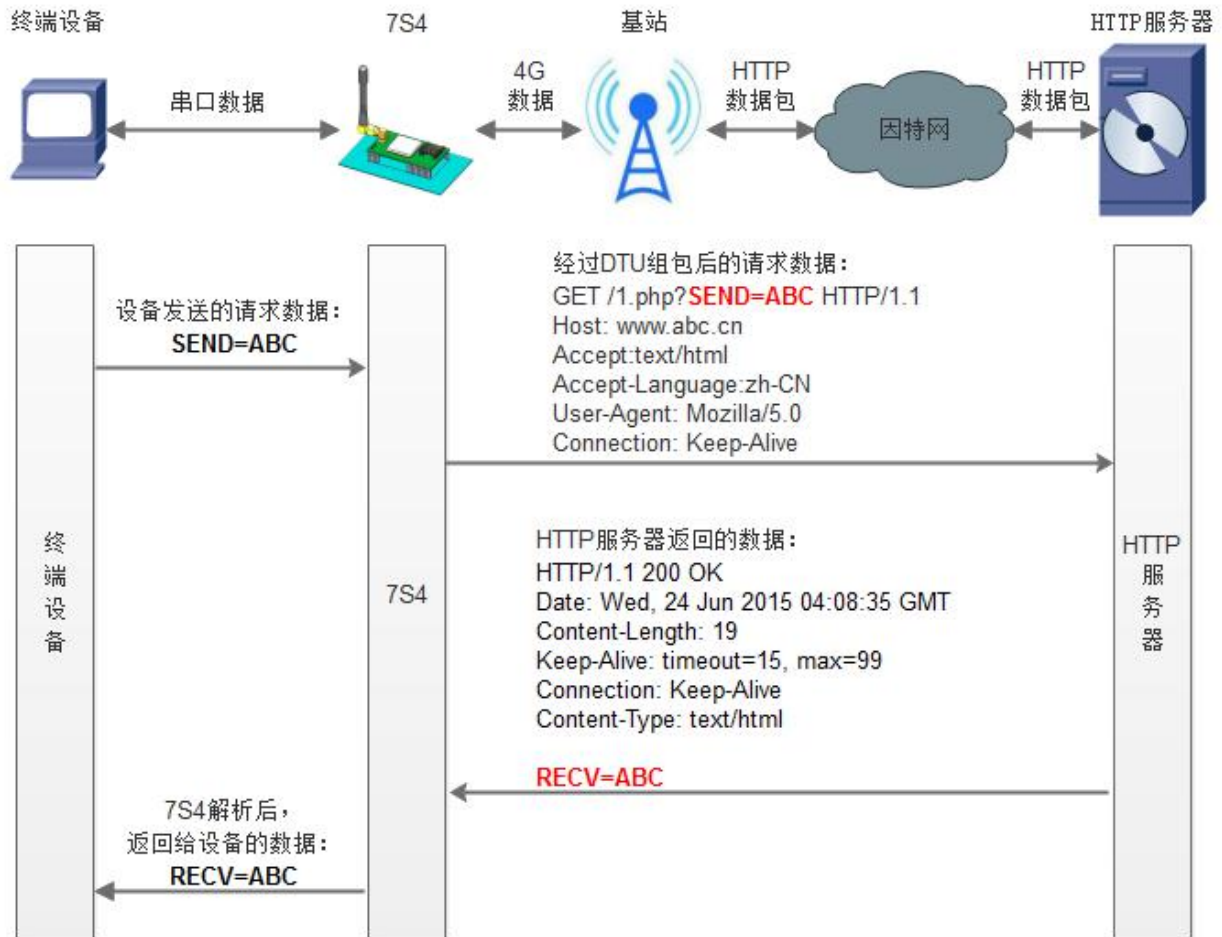 终端设备
7S4
基站
HTTP服务器
串口数据
4G
数据
HTTP
数据包
因特网
HTTP
数据包
设备发送的请求数据：
SEND=ABC
经过DTU组包后的请求数据：
GET /1.php?SEND=ABC HTTP/1.1
Host: www.abc.cn
Accept:text/html
Accept-Language:zh-CN
User-Agent: Mozilla/5.0
Connection: Keep-Alive
终
端
设
备
7S4
HTTP
服
务
器
HTTP服务器返回的数据：
HTTP/1.1 200 OK
Date: Wed, 24 Jun 2015 04:08:35 GMT
Content-Length: 19
Keep-Alive: timeout=15, max=99
Connection: Keep-Alive
Content-Type: text/html
RECV=ABC
7S4解析后，
返回给设备的数据：
RECV=ABC